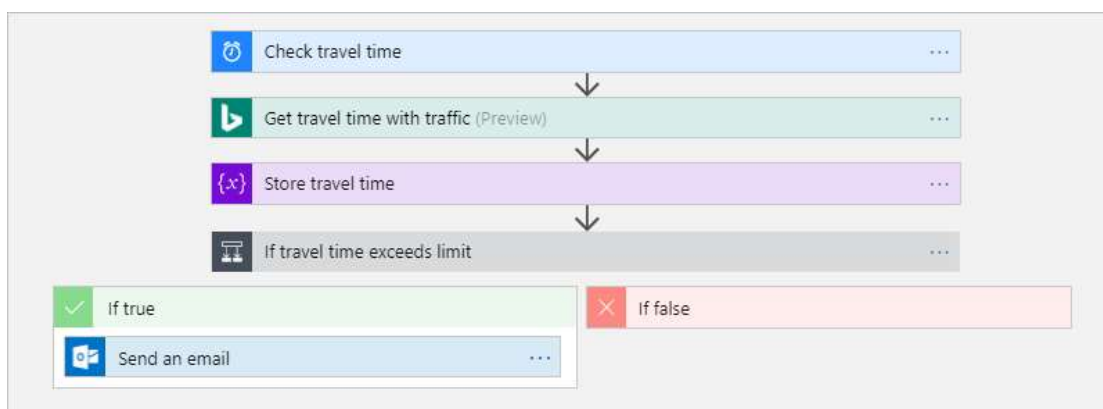 Check travel time
Get travel time with traffic (Preview)
{x} Store travel time
If travel time exceeds limit
If true
If false
Send an email